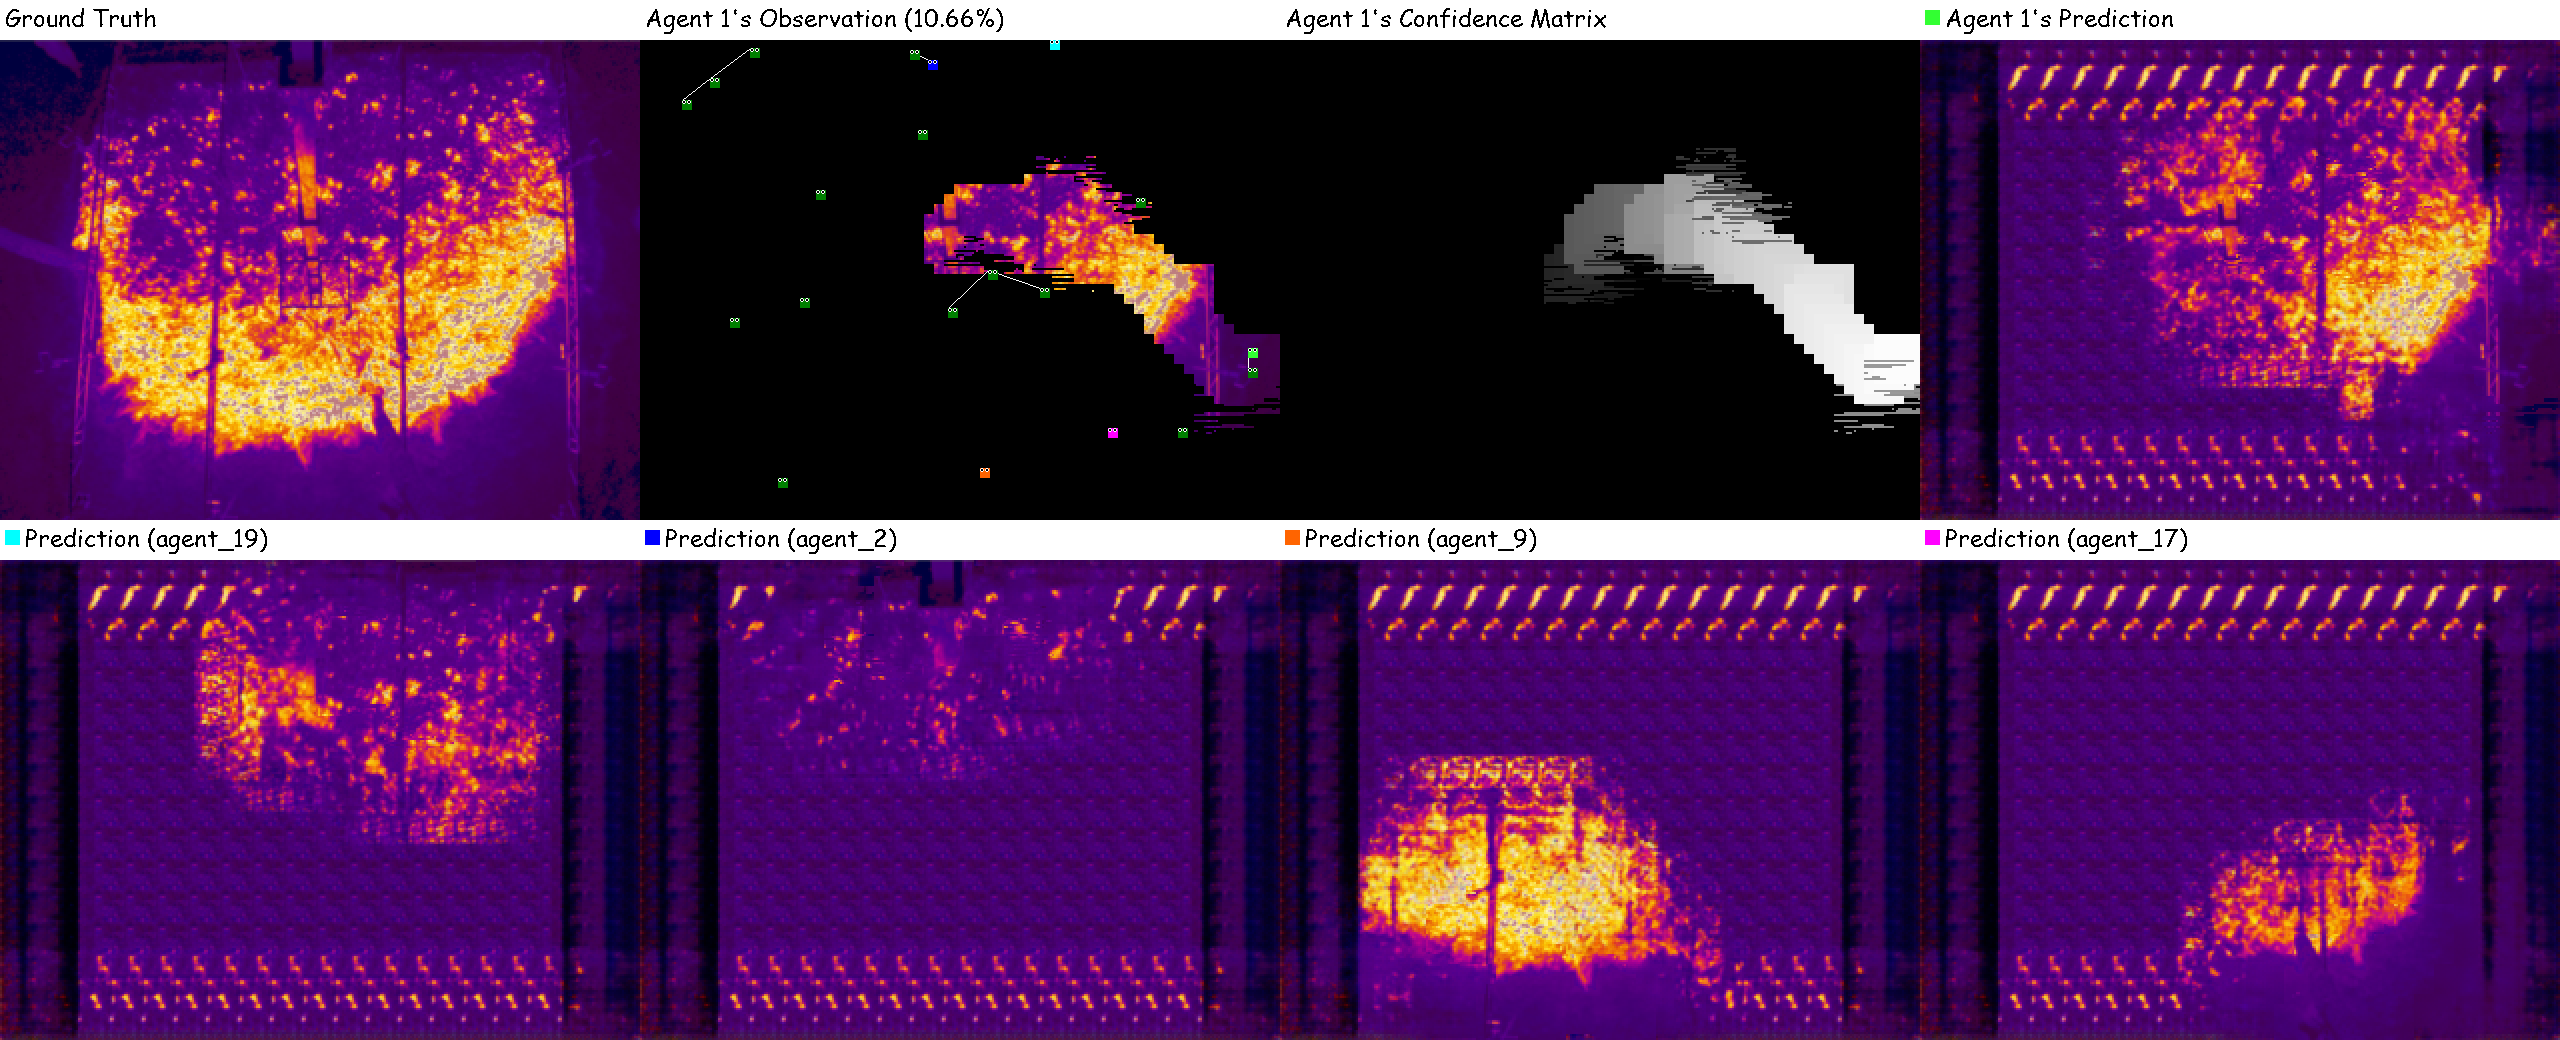 Ground Truth
Agent 1's Observation (10.66%)
Agent 1's Confidence Matrix
Agent 1's Prediction
Prediction (agent_19)
Prediction (agent_2)
Prediction (agent_9)
Prediction (agent_17)